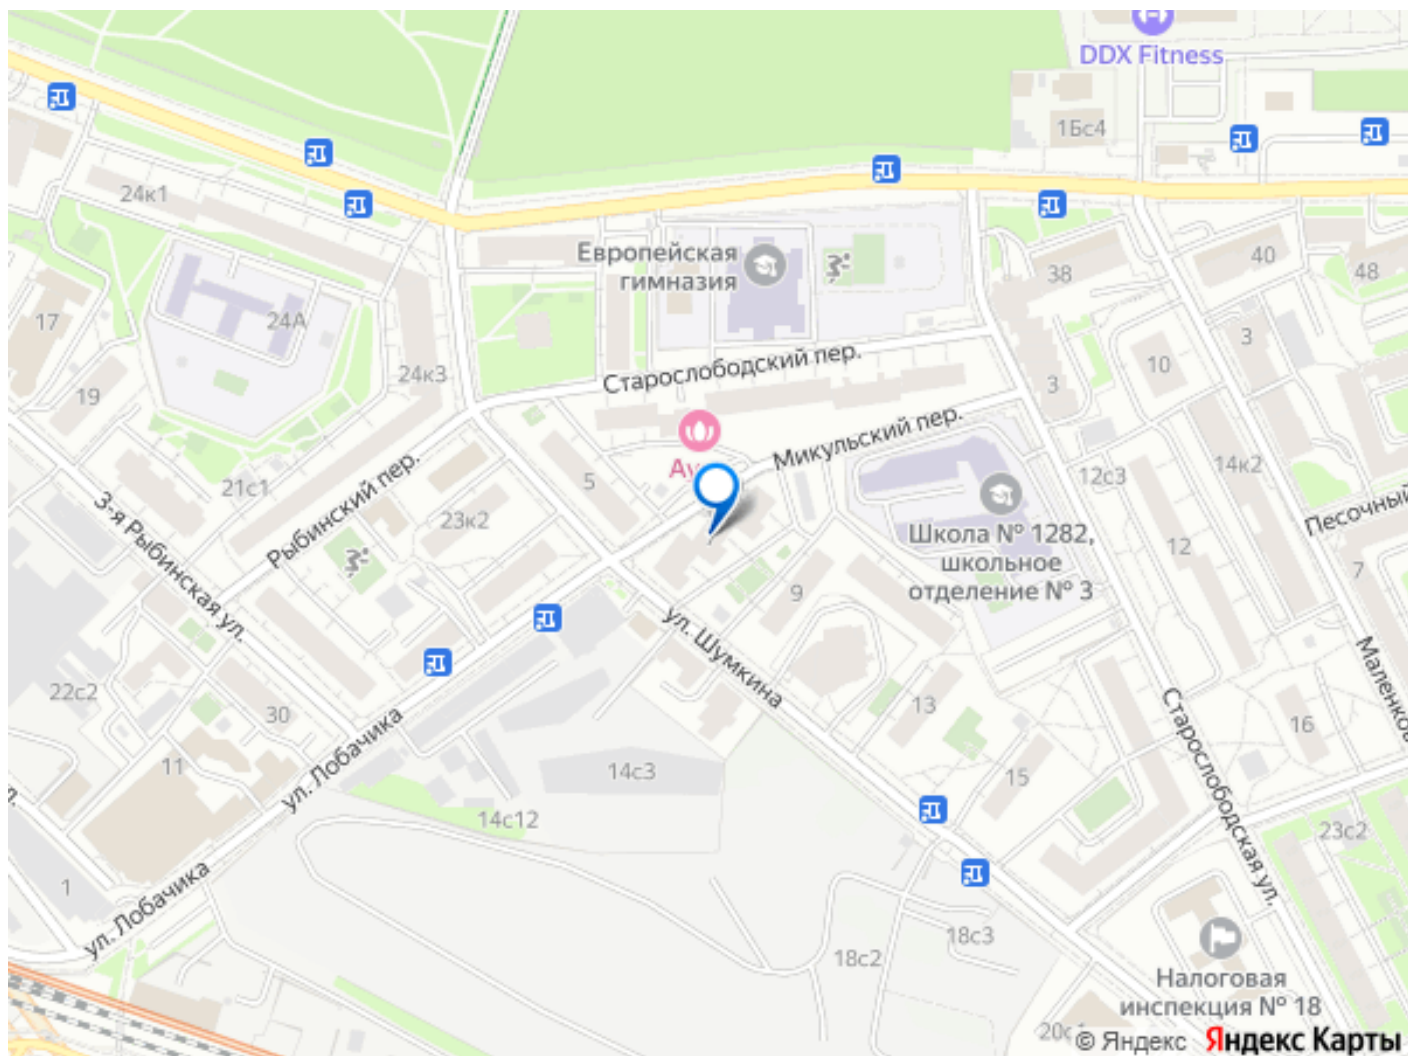 DDX Fitness
1Бс4
24к1
Европейская
гимназия
38
40
48
17
24А
3
10
24к3
Старослободский пер.
3
19
Микульский пер.
Ау
5
21с1
12с3
14к2
Рыбинский пер.
23к2
Школа № 1282,
школьное
отделение № 3
Песочный
3-я Рыбинская ул.
12
7
9
ул. Шумкина
22с2
30
13
Маленков
Старослободская ул.
16
11
ул. Лобачика
14с3
15
14с12
23с2
1
ул. Лобачика
18с3
18с2
Налоговая
инспекция № 18
© Яндекс Яндекс Карты